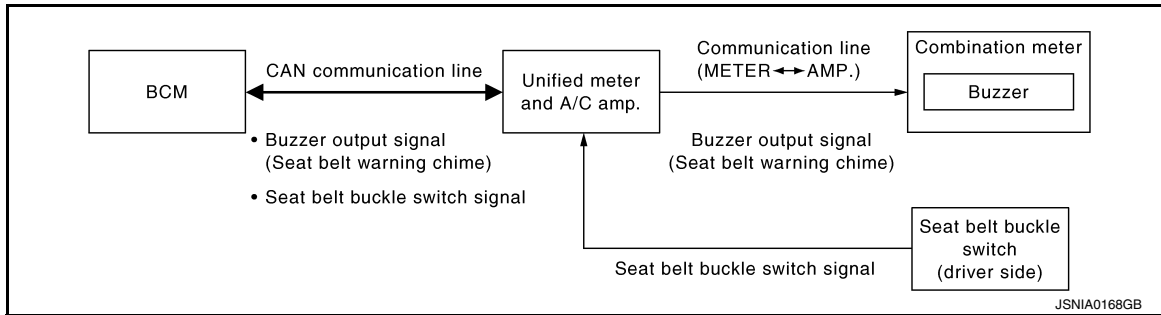 BCM
CAN communication line
• Buzzer output signal
(Seat belt warning chime)
• Seat belt buckle switch signal
Unified meter
and A/C amp.
Communication line
(METER↔AMP.)
Buzzer output signal
(Seat belt warning chime)
Combination meter
Buzzer
Seat belt buckle switch signal
Seat belt buckle
switch
(driver side)
JSNIA0168GB